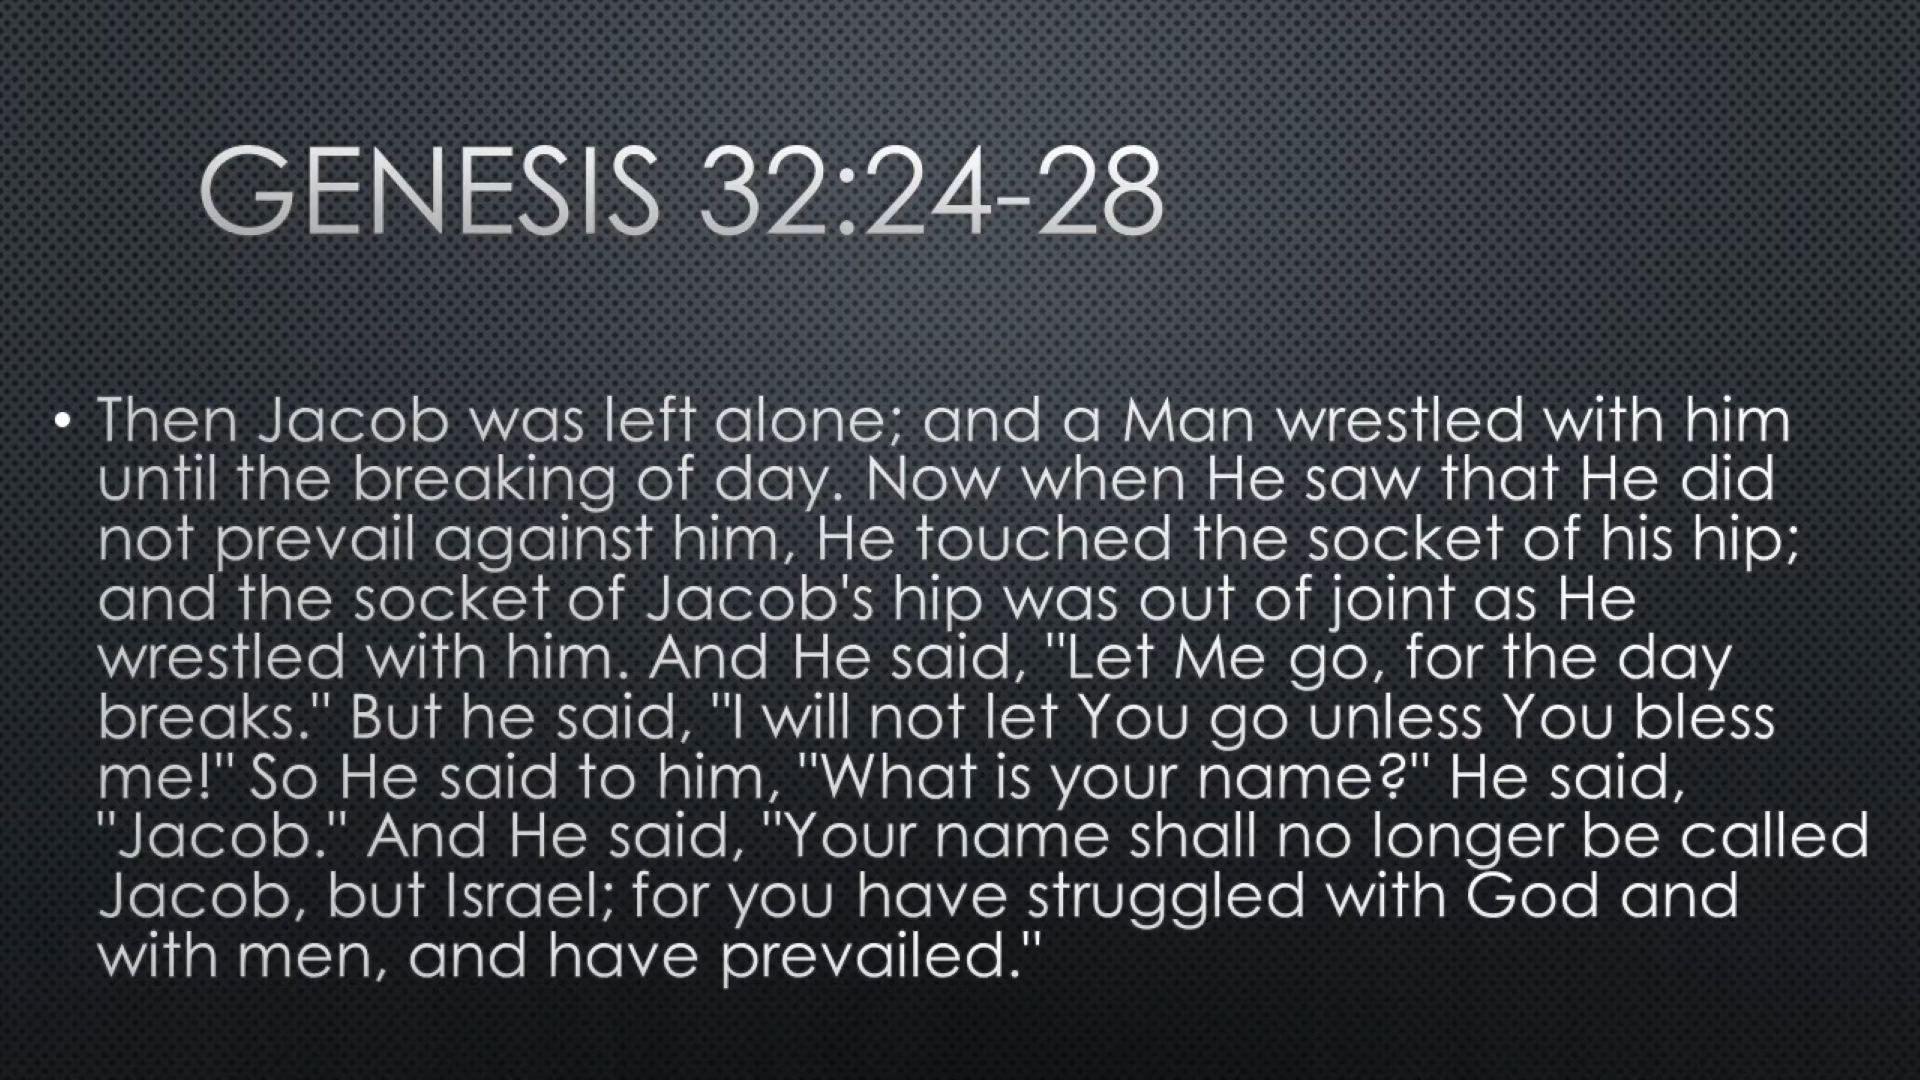 GENESIS 32:24-28
• Then Jacob was left alone; and a Man wrestled with him
until the breaking of day. Now when He saw that He did
not prevail against him, He touched the socket of his hip;
and the socket of Jacob's hip was out of joint as He
wrestled with him. And He said, "Let Me go, for the day
breaks." But he said, "I will not let You go unless You bless
me!" So He said to him, "What is your name?" He said,
"Jacob." And He said, "Your name shall no longer be called
Jacob, but Israel; for you have struggled with God and
with men, and have prevailed."